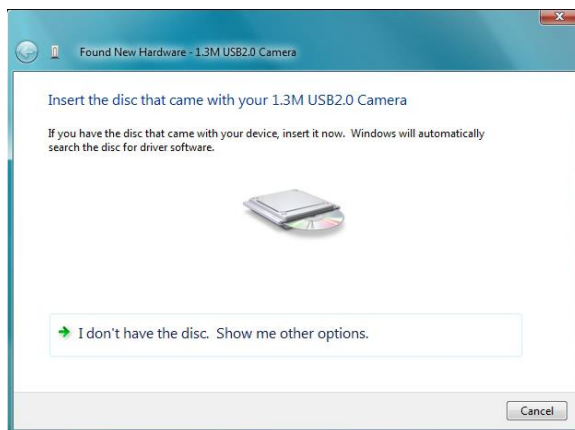 Found New Hardware - 1.3M USB2.0 Camera
Insert the disc that came with your 1.3M USB2.0 Camera
If you have the disc that came with your device, insert it now.  Windows will automatically
search the disc for driver software.
I don't have the disc.  Show me other options.
Cancel